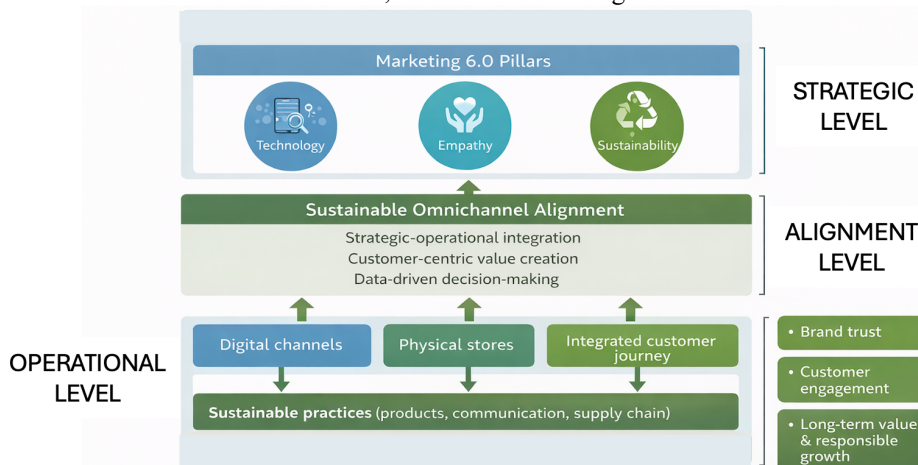 Marketing 6.0 Pillars
Technology
Empathy
Sustainability
STRATEGIC
LEVEL
Sustainable Omnichannel Alignment
Strategic-operational integration
Customer-centric value creation
Data-driven decision-making
ALIGNMENT
LEVEL
OPERATIONAL
LEVEL
Digital channels
Physical stores
Integrated customer
journey
Sustainable practices (products, communication, supply chain)
• Brand trust
• Customer
engagement
• Long-term value
& responsible
growth